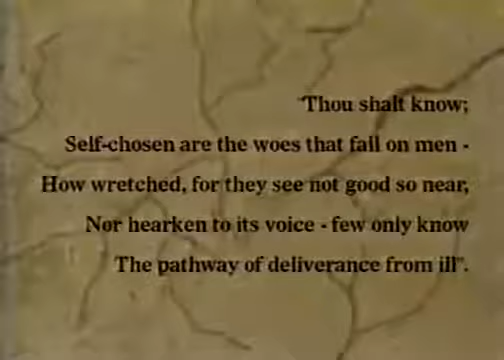 "Thou shalt know;
Self-chosen are the woes that fall on men -
How wretched, for they see not good so near,
Nor hearken to its voice - few only know
The pathway of deliverance from ill".